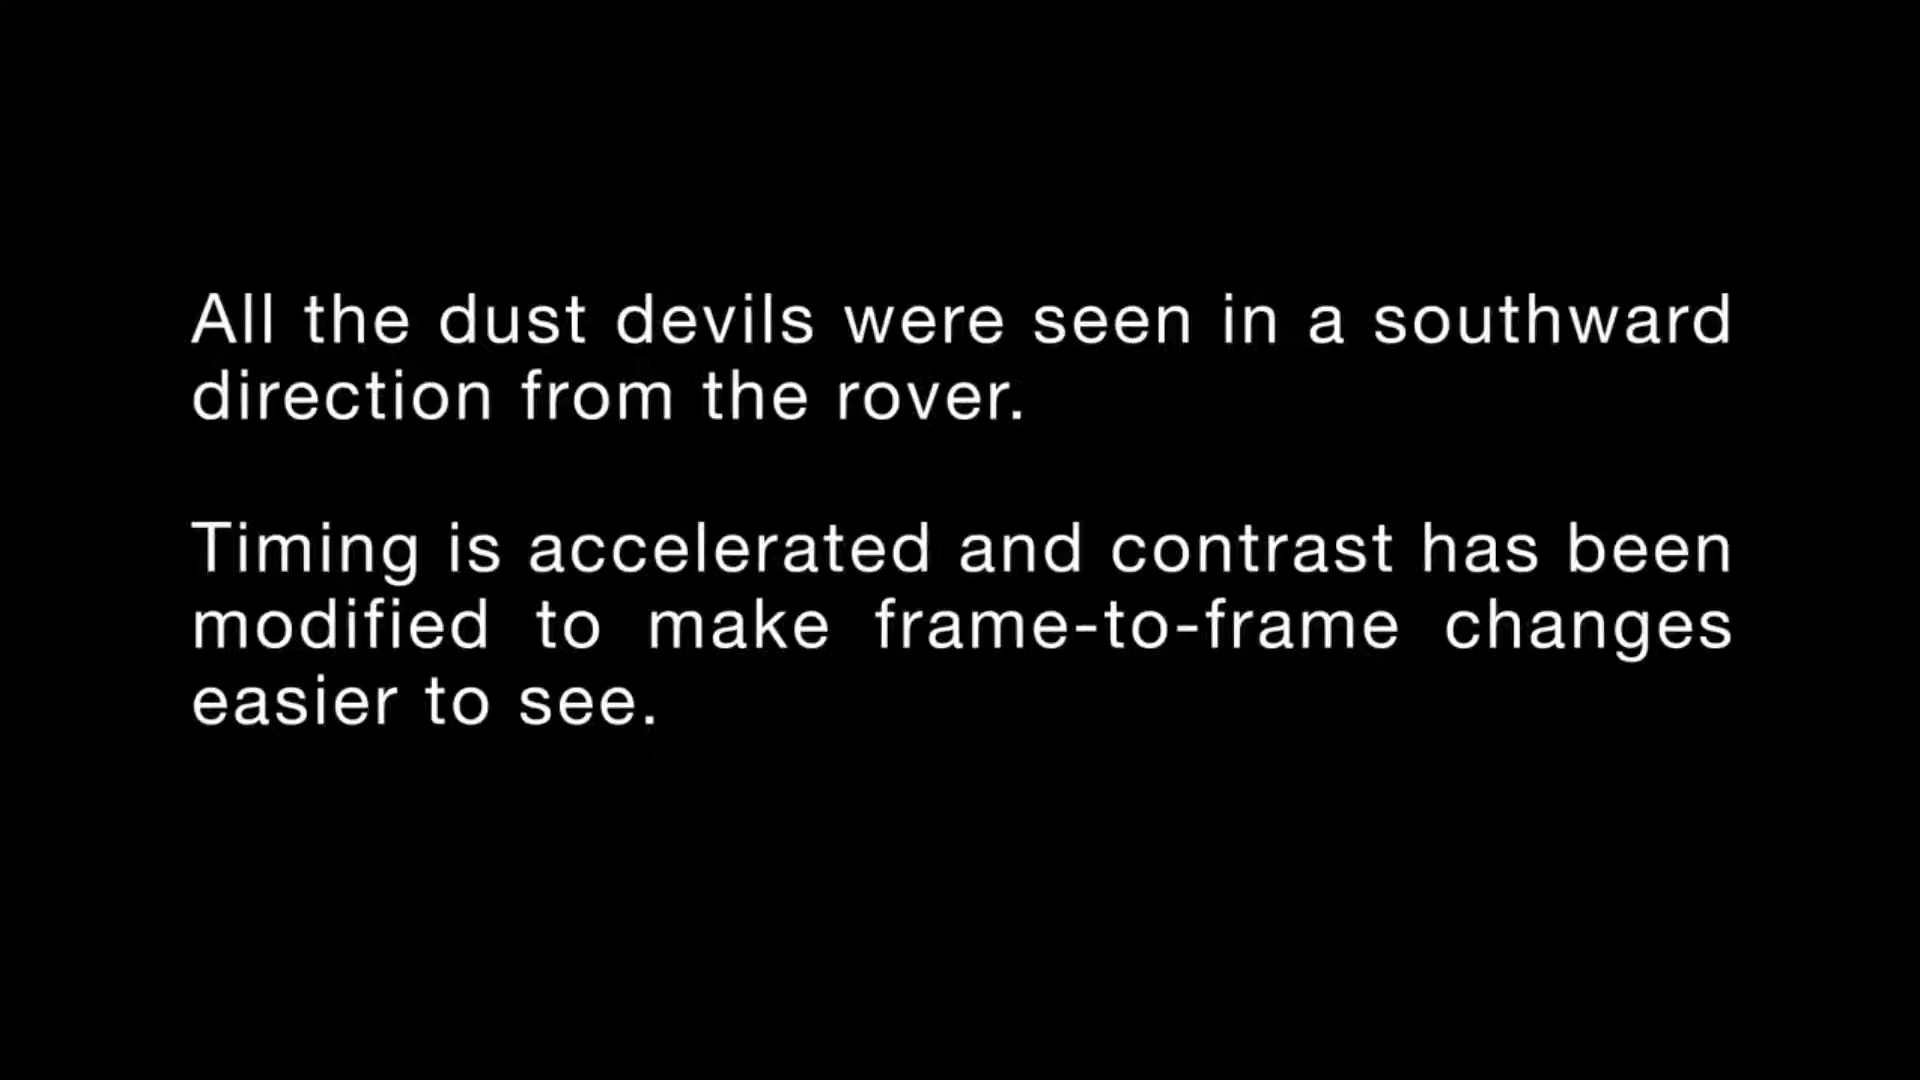 All the dust devils were seen in a southward
direction from the rover.
Timing is accelerated and contrast has been
modified to make frame-to-frame changes
easier to see.